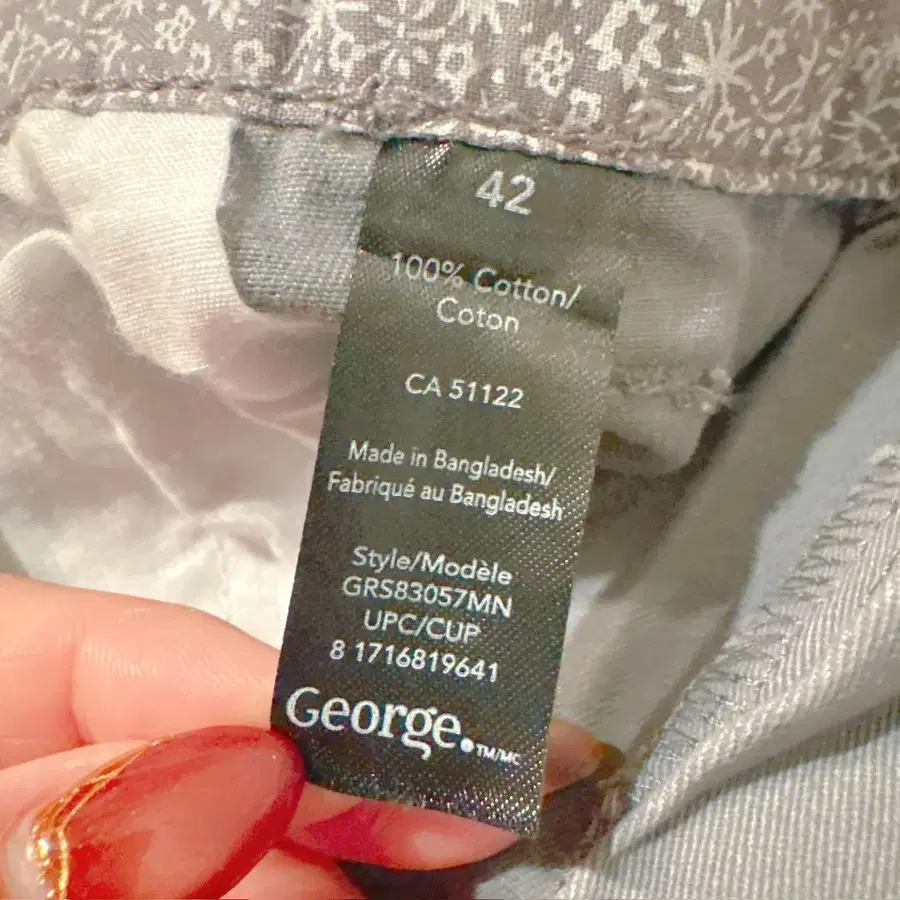 42
100% Cotton/
Coton
CA 51122
Made in Bangladesh/
Fabriqué au Bangladesh
Style/Modèle
GRS83057MN
UPC/CUP
8 1716819641
George.TM/MC